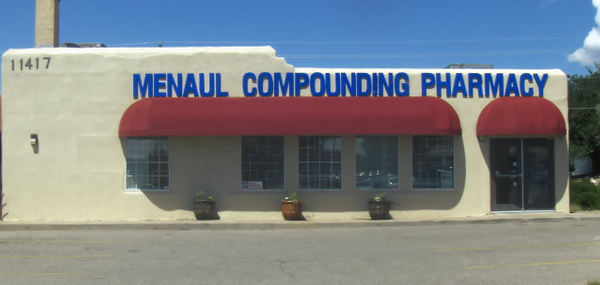 11417
MENAUL COMPOUNDING PHARMACY